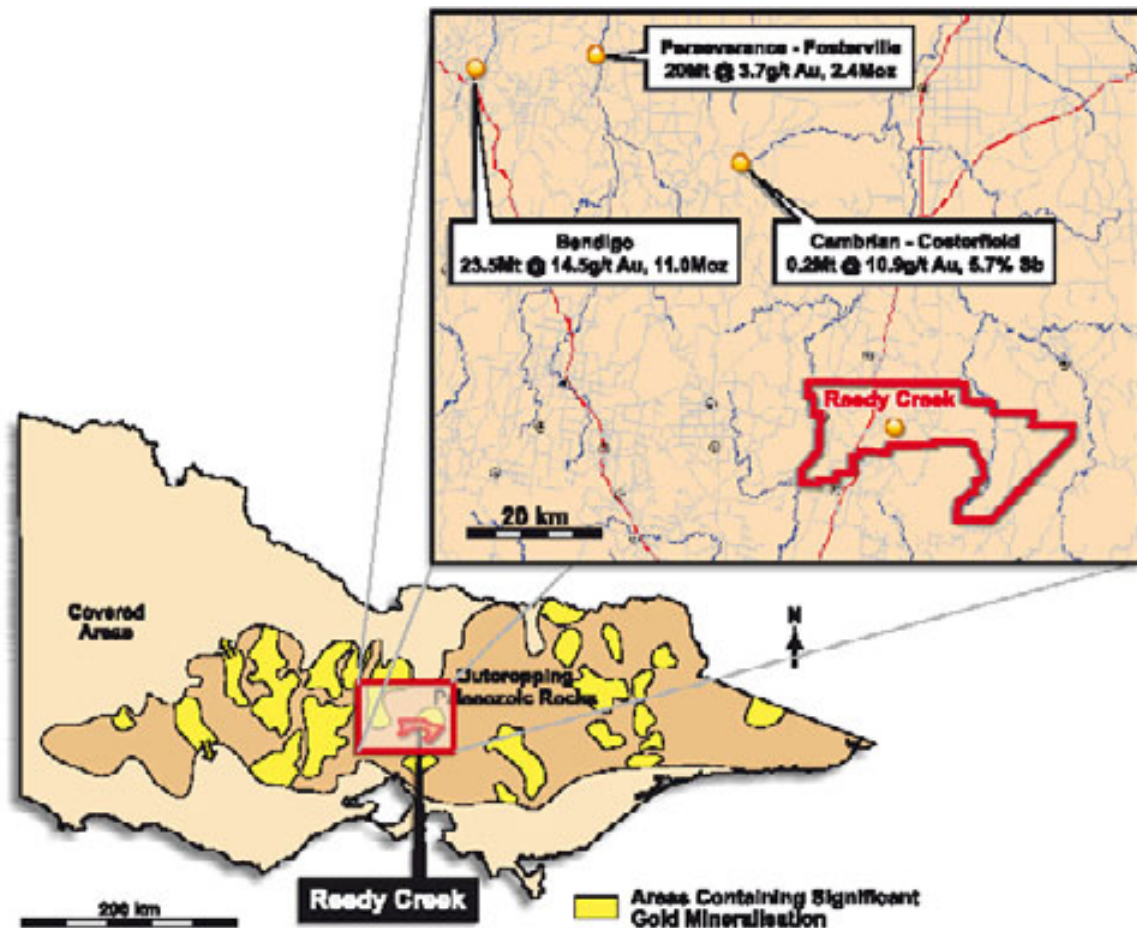 Perseverance - Fosterville
20Mt @ 3.7g/t Au, 2.4Moz
Bendigo
23.5Mt @ 14.5g/t Au, 11.0Moz
Cambrian - Costerfield
0.2Mt @ 10.9g/t Au, 5.7% Sb
Reedy Creek
20 km
Covered
Areas
N
Outcropping
Palaeozoic Rocks
Reedy Creek
200 km
Areas Containing Significant
Gold Mineralisation